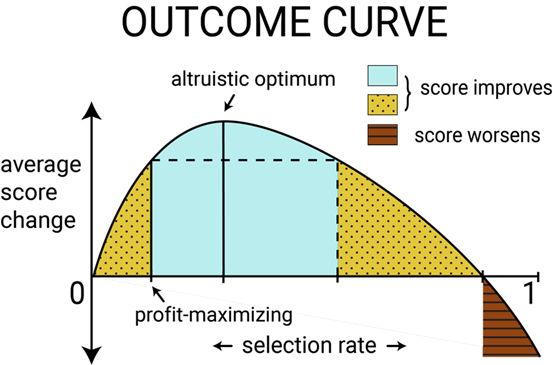 OUTCOME CURVE
altruistic optimum
score improves
score worsens
average
score
change
0
1
profit-maximizing
selection rate